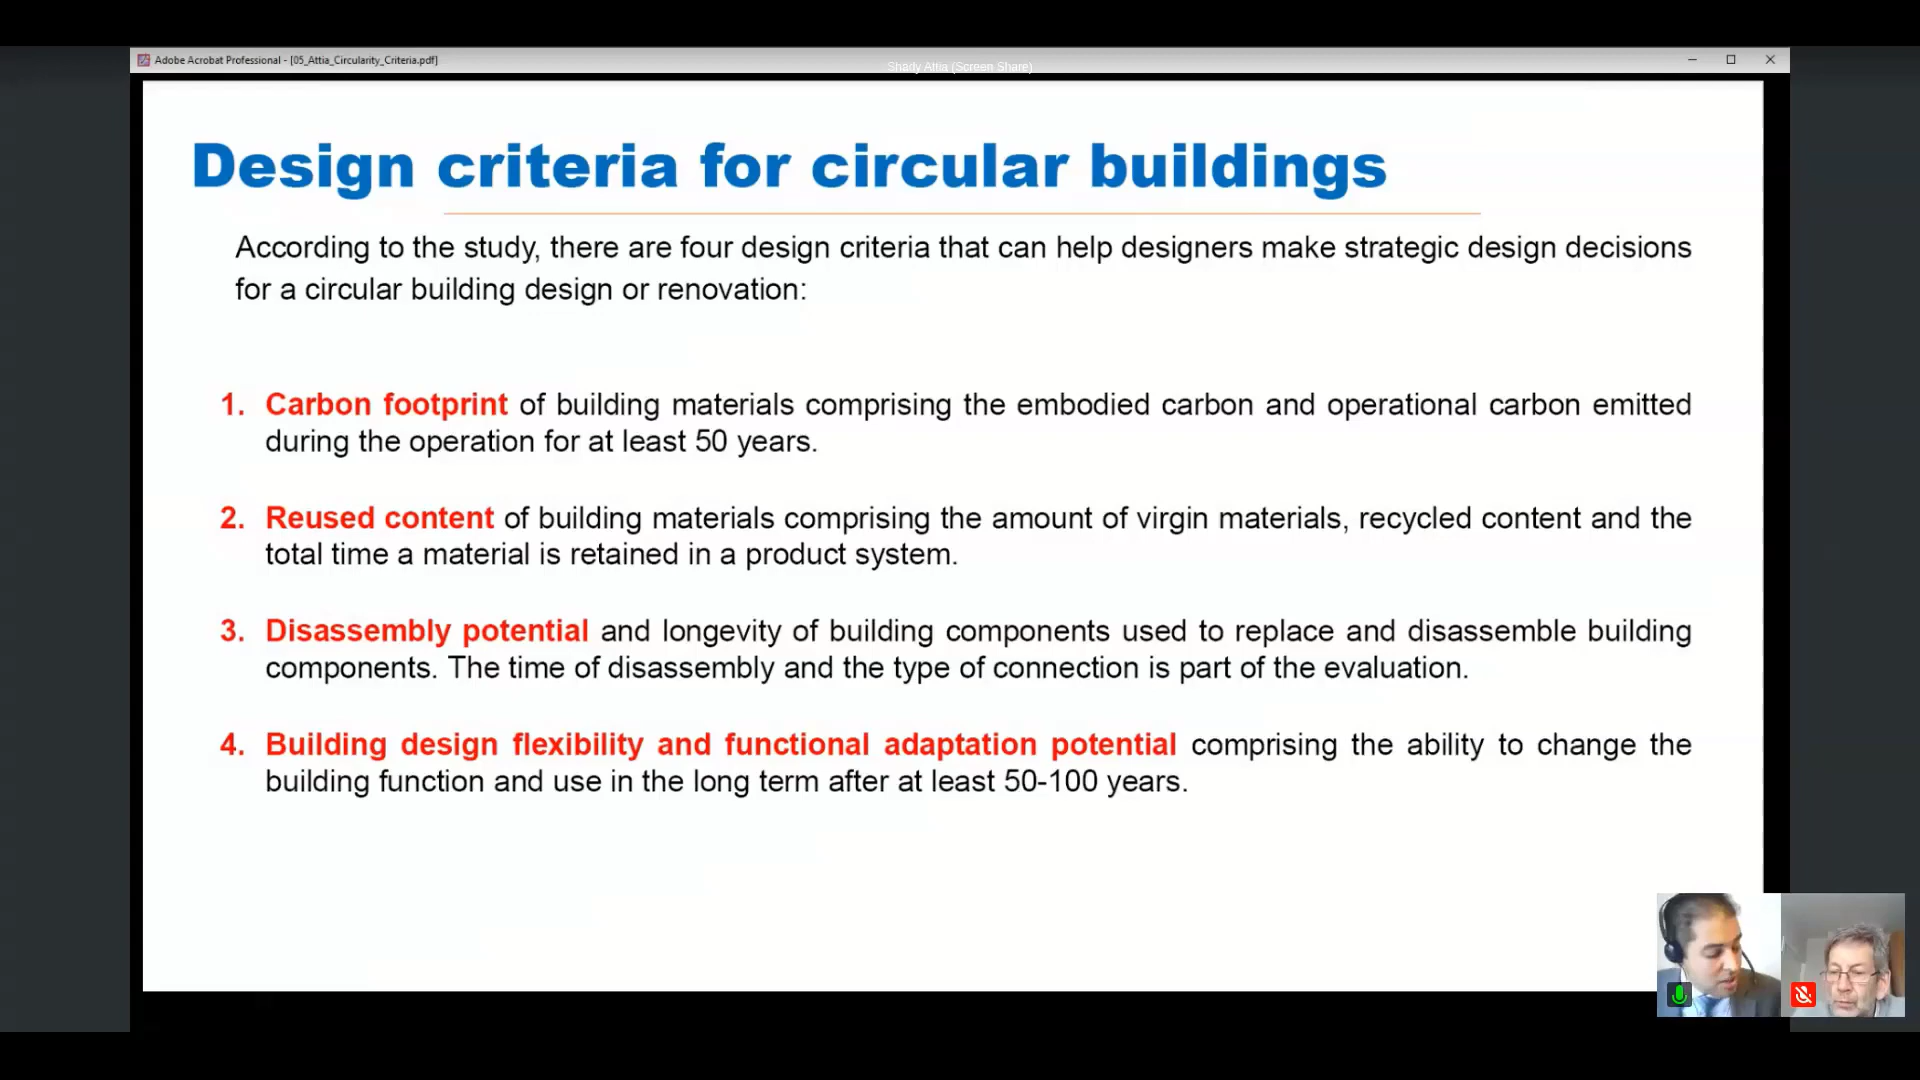 Adobe Acrobat Professional - [05_Attia_Circularity_Criteria.pdf]
Shady Attia (Screen Share)
Design criteria for circular buildings
According to the study, there are four design criteria that can help designers make strategic design decisions
for a circular building design or renovation:
1. Carbon footprint of building materials comprising the embodied carbon and operational carbon emitted
during the operation for at least 50 years.
2. Reused content of building materials comprising the amount of virgin materials, recycled content and the
total time a material is retained in a product system.
3. Disassembly potential and longevity of building components used to replace and disassemble building
components. The time of disassembly and the type of connection is part of the evaluation.
4. Building design flexibility and functional adaptation potential comprising the ability to change the
building function and use in the long term after at least 50-100 years.